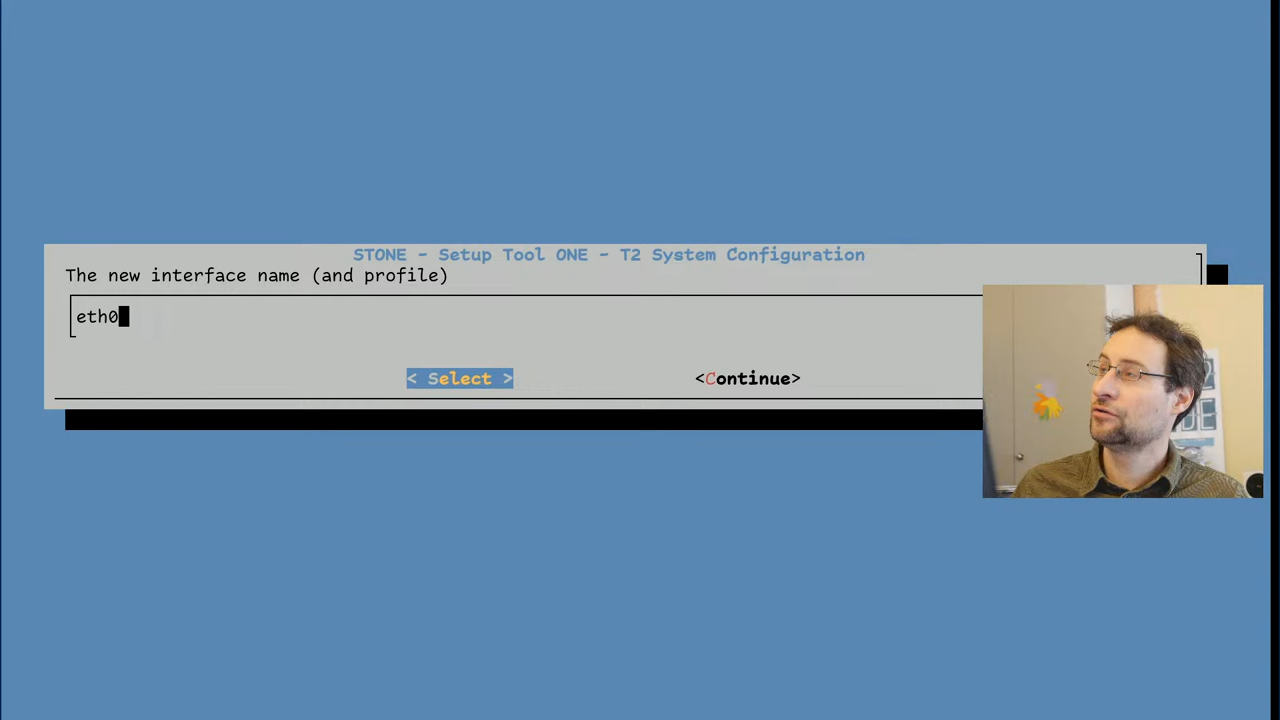 STONE - Setup Tool ONE - T2 System Configuration
The new interface name (and profile)
eth0
< Select >
<Continue>